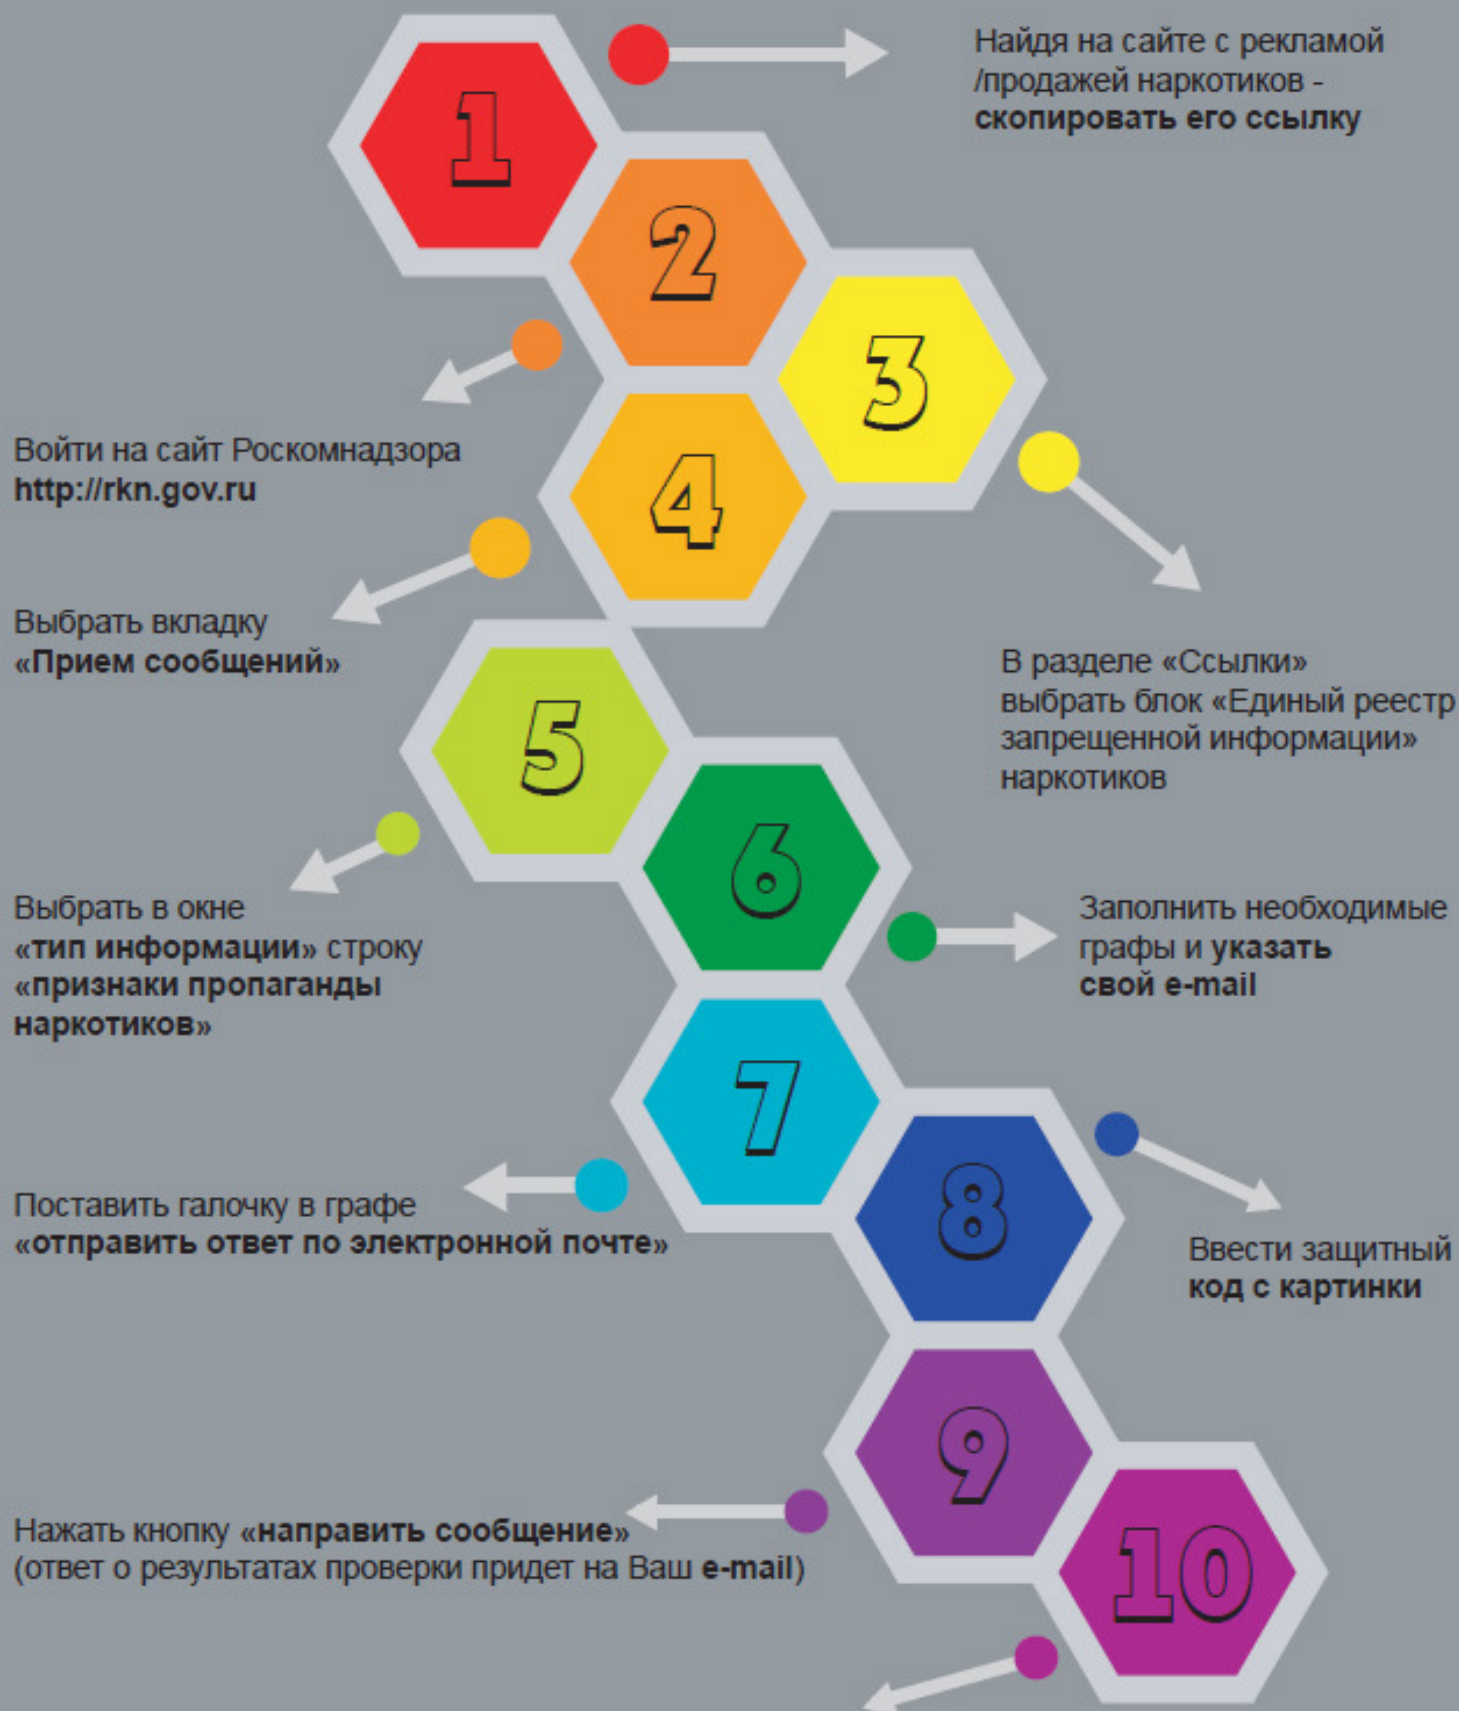 1
Найдя на сайте с рекламой
/продажей наркотиков -
скопировать его ссылку
2
Войти на сайт Роскомнадзора
http://rkn.gov.ru
3
В разделе «Ссылки»
выбрать блок «Единый реестр
запрещенной информации»
наркотиков
4
Выбрать вкладку
«Прием сообщений»
5
Выбрать в окне
«тип информации» строку
«признаки пропаганды
наркотиков»
6
Заполнить необходимые
графы и указать
свой e-mail
7
Поставить галочку в графе
«отправить ответ по электронной почте»
8
Ввести защитный
код с картинки
9
Нажать кнопку «направить сообщение»
(ответ о результатах проверки придет на Ваш e-mail)
10